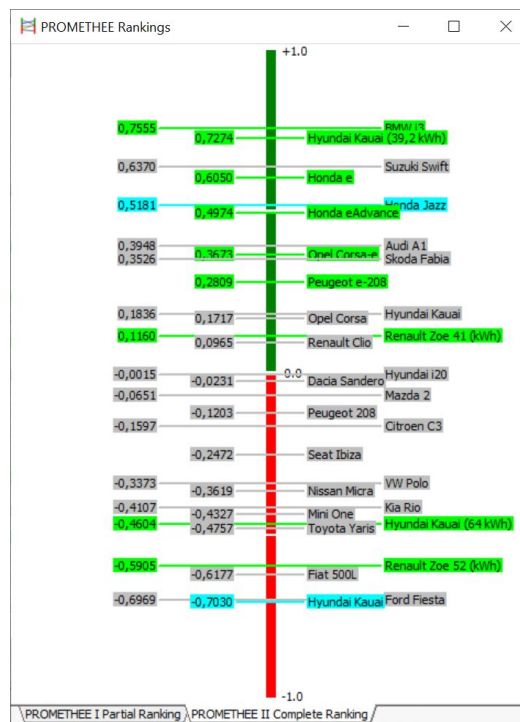 PROMETHEE Rankings
+1.0
0,7555 BMW i3
0,7274 Hyundai Kauai (39,2 kWh)
0,6370 Suzuki Swift
0,6050 Honda e
0,5181 Honda Jazz
0,4974 Honda eAdvance
0,3948 Audi A1
0,3673 Opel Corsa-e
0,3526 Skoda Fabia
0,2809 Peugeot e-208
0,1836 Hyundai Kauai
0,1717 Opel Corsa
0,1160 Renault Zoe 41 (kWh)
0,0965 Renault Clio
0.0
-0,0015 Hyundai i20
-0,0231 Dacia Sandero
-0,0651 Mazda 2
-0,1203 Peugeot 208
-0,1597 Citroen C3
-0,2472 Seat Ibiza
-0,3373 VW Polo
-0,3619 Nissan Micra
-0,4107 Kia Rio
-0,4327 Mini One
-0,4604 Hyundai Kauai (64 kWh)
-0,4757 Toyota Yaris
-0,5905 Renault Zoe 52 (kWh)
-0,6177 Fiat 500L
-0,6969 Ford Fiesta
-0,7030 Hyundai Kauai
-1.0
PROMETHEE I Partial Ranking PROMETHEE II Complete Ranking